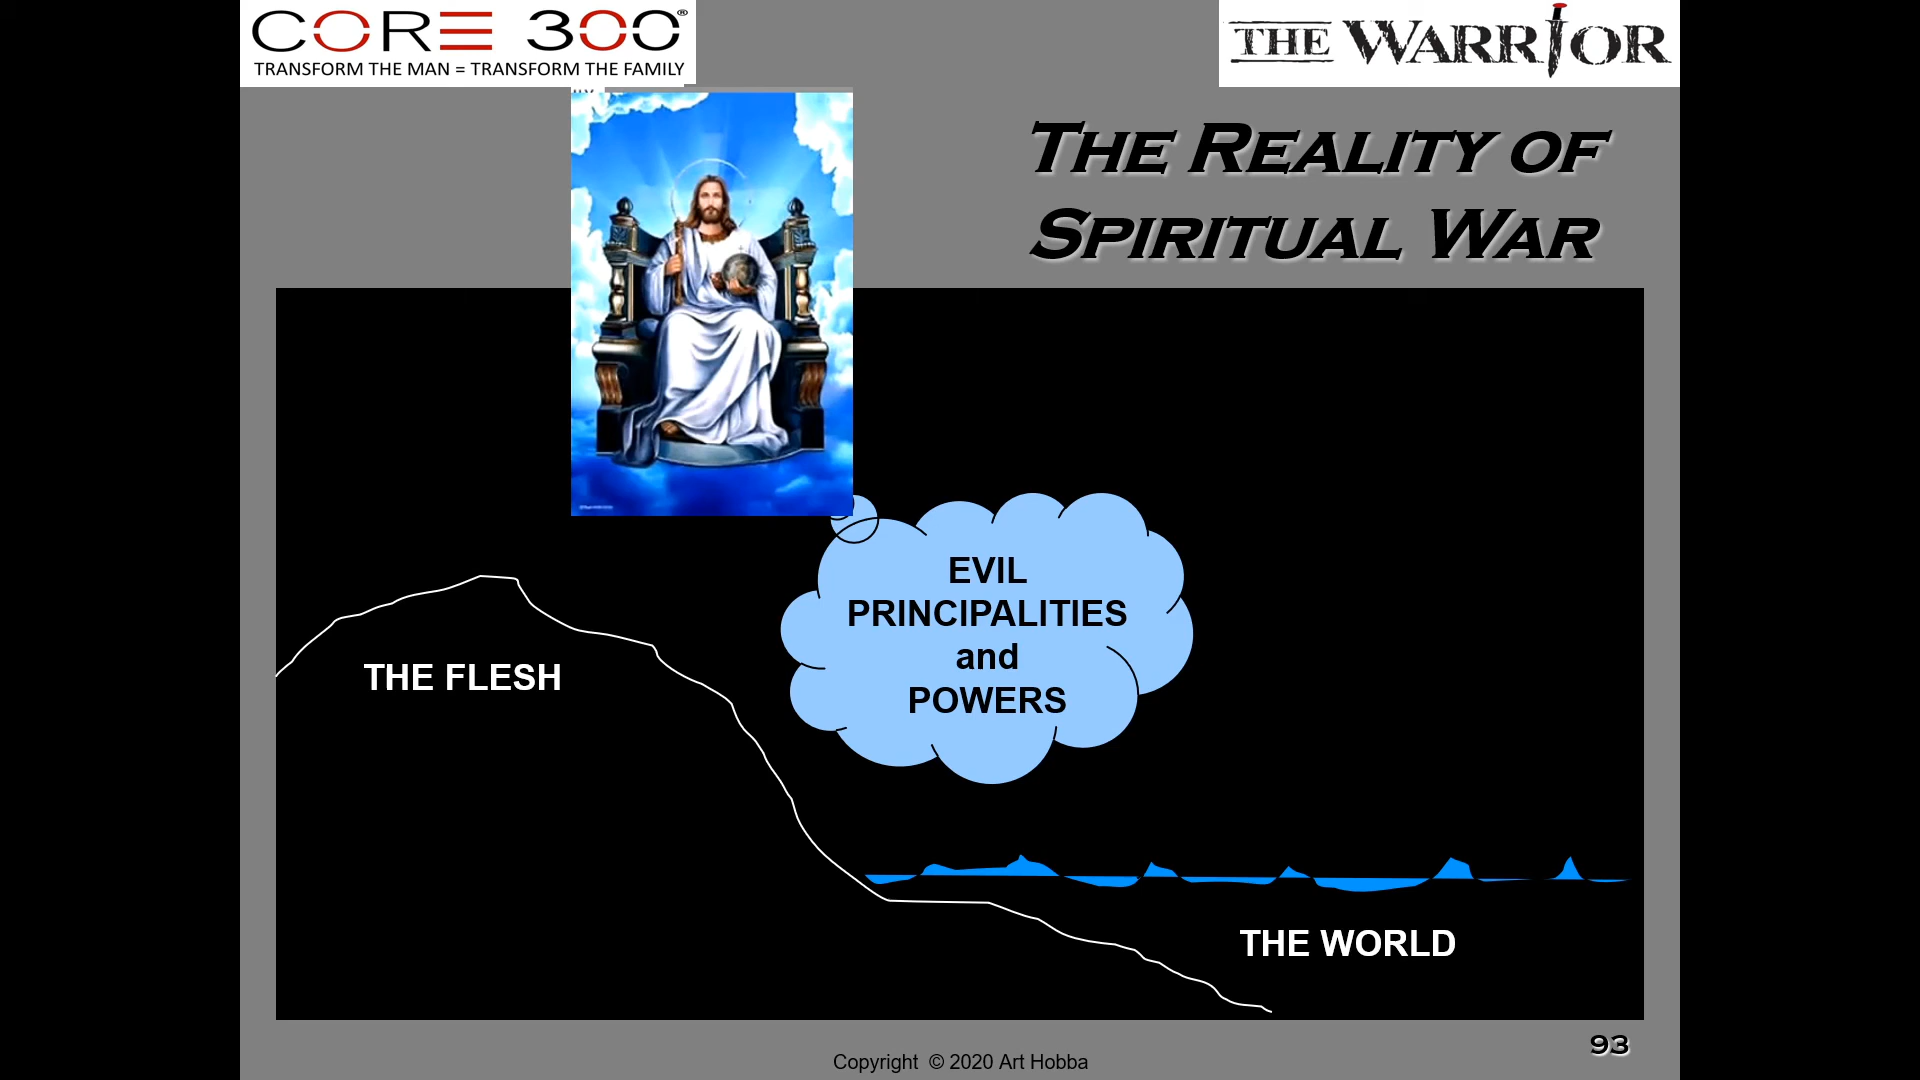 CORE 300®
TRANSFORM THE MAN = TRANSFORM THE FAMILY
THE WARRIOR
THE REALITY OF
SPIRITUAL WAR
EVIL
PRINCIPALITIES
and
POWERS
THE FLESH
THE WORLD
93
Copyright © 2020 Art Hobba